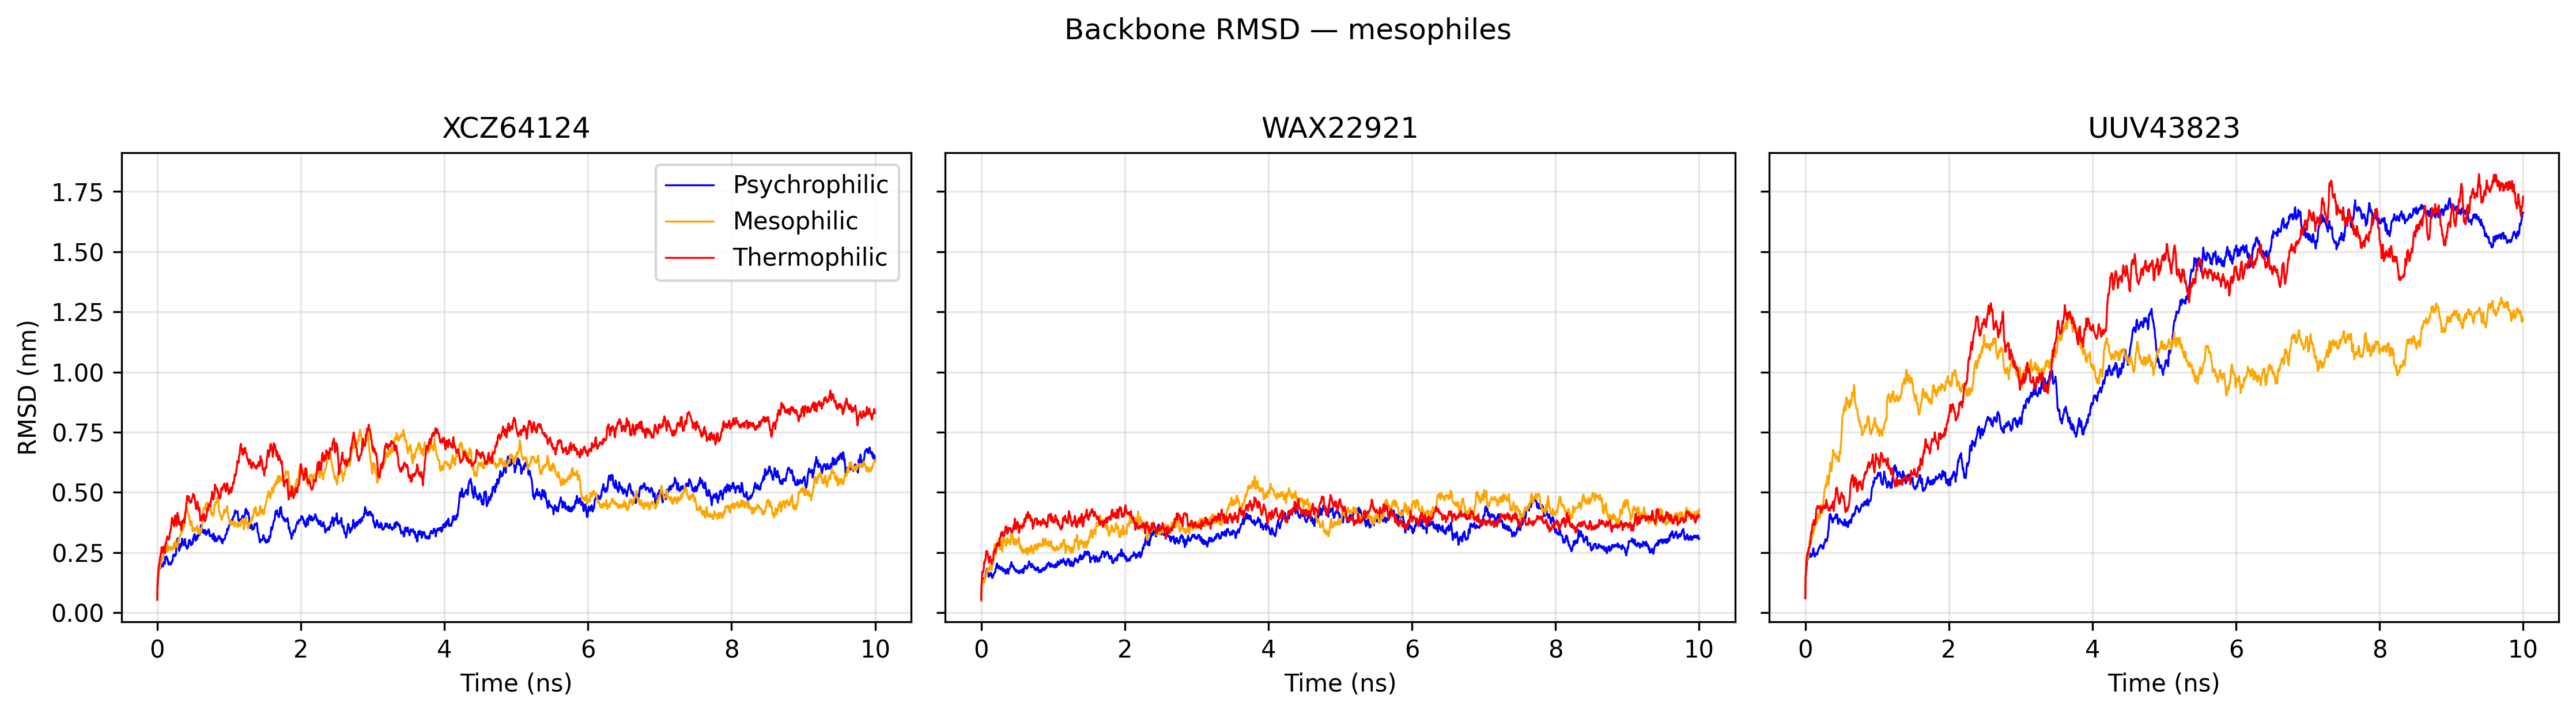 Backbone RMSD — mesophiles
XCZ64124
WAX22921
UUV43823
RMSD (nm)
1.75
1.50
1.25
1.00
0.75
0.50
0.25
0.00
Psychrophilic
Mesophilic
Thermophilic
0 2 4 6 8 10
0 2 4 6 8 10
0 2 4 6 8 10
Time (ns)
Time (ns)
Time (ns)